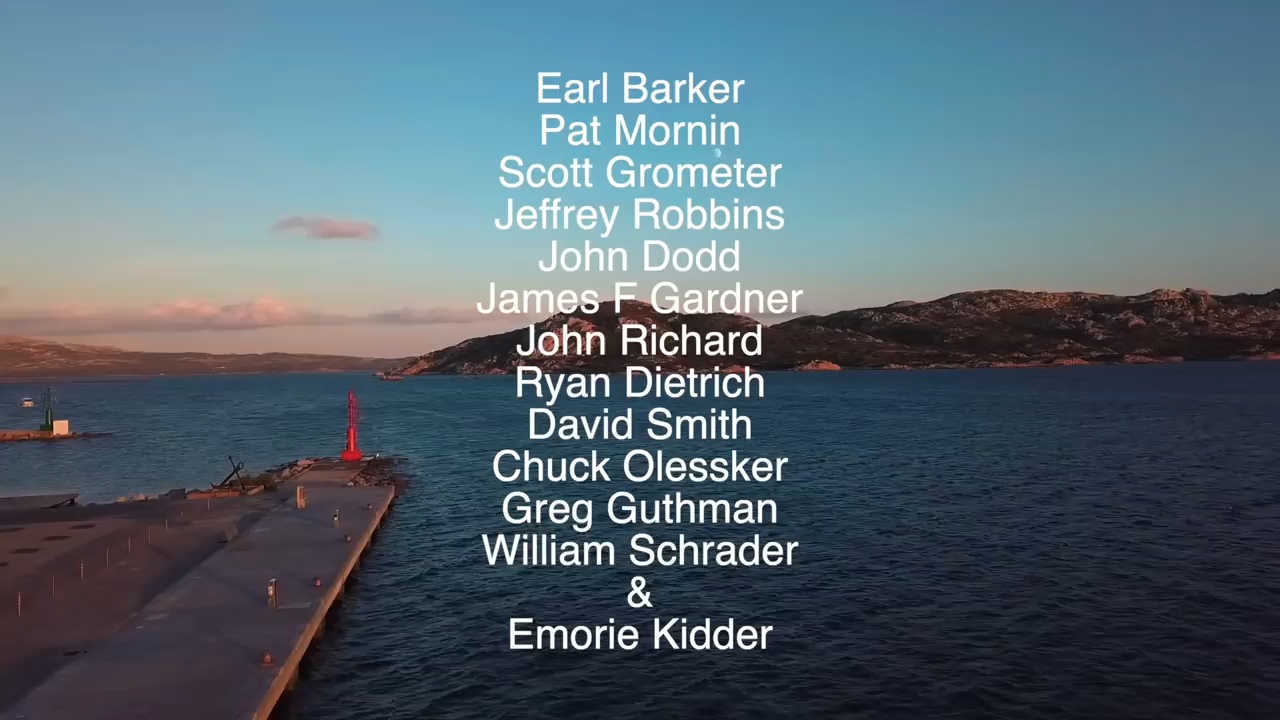 Earl Barker
Pat Mornin
Scott Grometer
Jeffrey Robbins
John Dodd
James F Gardner
John Richard
Ryan Dietrich
David Smith
Chuck Olessker
Greg Guthman
William Schrader
&
Emorie Kidder